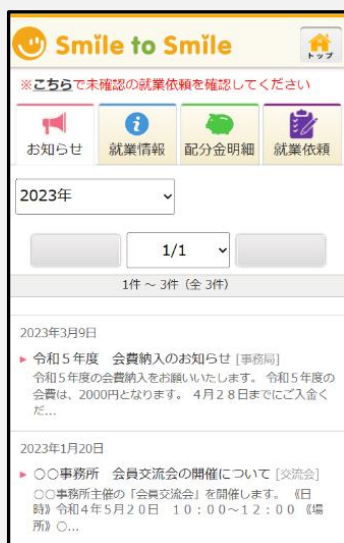 Smile to Smile
トップ
※こちらで未確認の就業依頼を確認してください
お知らせ 就業情報 配分金明細 就業依頼
2023年
1/1
1件 ～ 3件 (全 3件)
2023年3月9日
令和５年度　会費納入のお知らせ [事務局]
令和５年度の会費納入をお願いいたします。 令和５年度の
会費は、2000円となります。 ４月２８日までにご入金く
だ...
2023年1月20日
〇〇事務所　会員交流会の開催について [交流会]
〇〇事務所主催の「会員交流会」を開催します。 《日
時》令和４年５月２０日　１０：００～１２：００ 《場
所》〇...